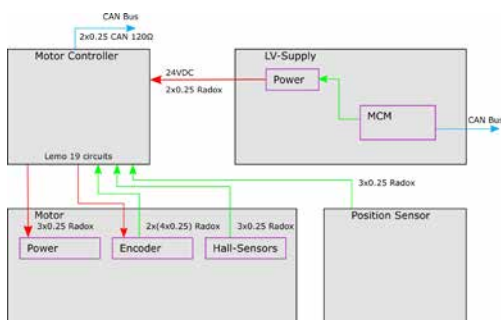 CAN Bus
2x0.25 CAN 120Ω
Motor Controller
24VDC
2x0.25 Radox
LV-Supply
Power
MCM
CAN Bus
Lemo 19 circuits
3x0.25 Radox
Motor
3x0.25 Radox
2x(4x0.25) Radox
3x0.25 Radox
Position Sensor
Power
Encoder
Hall-Sensors